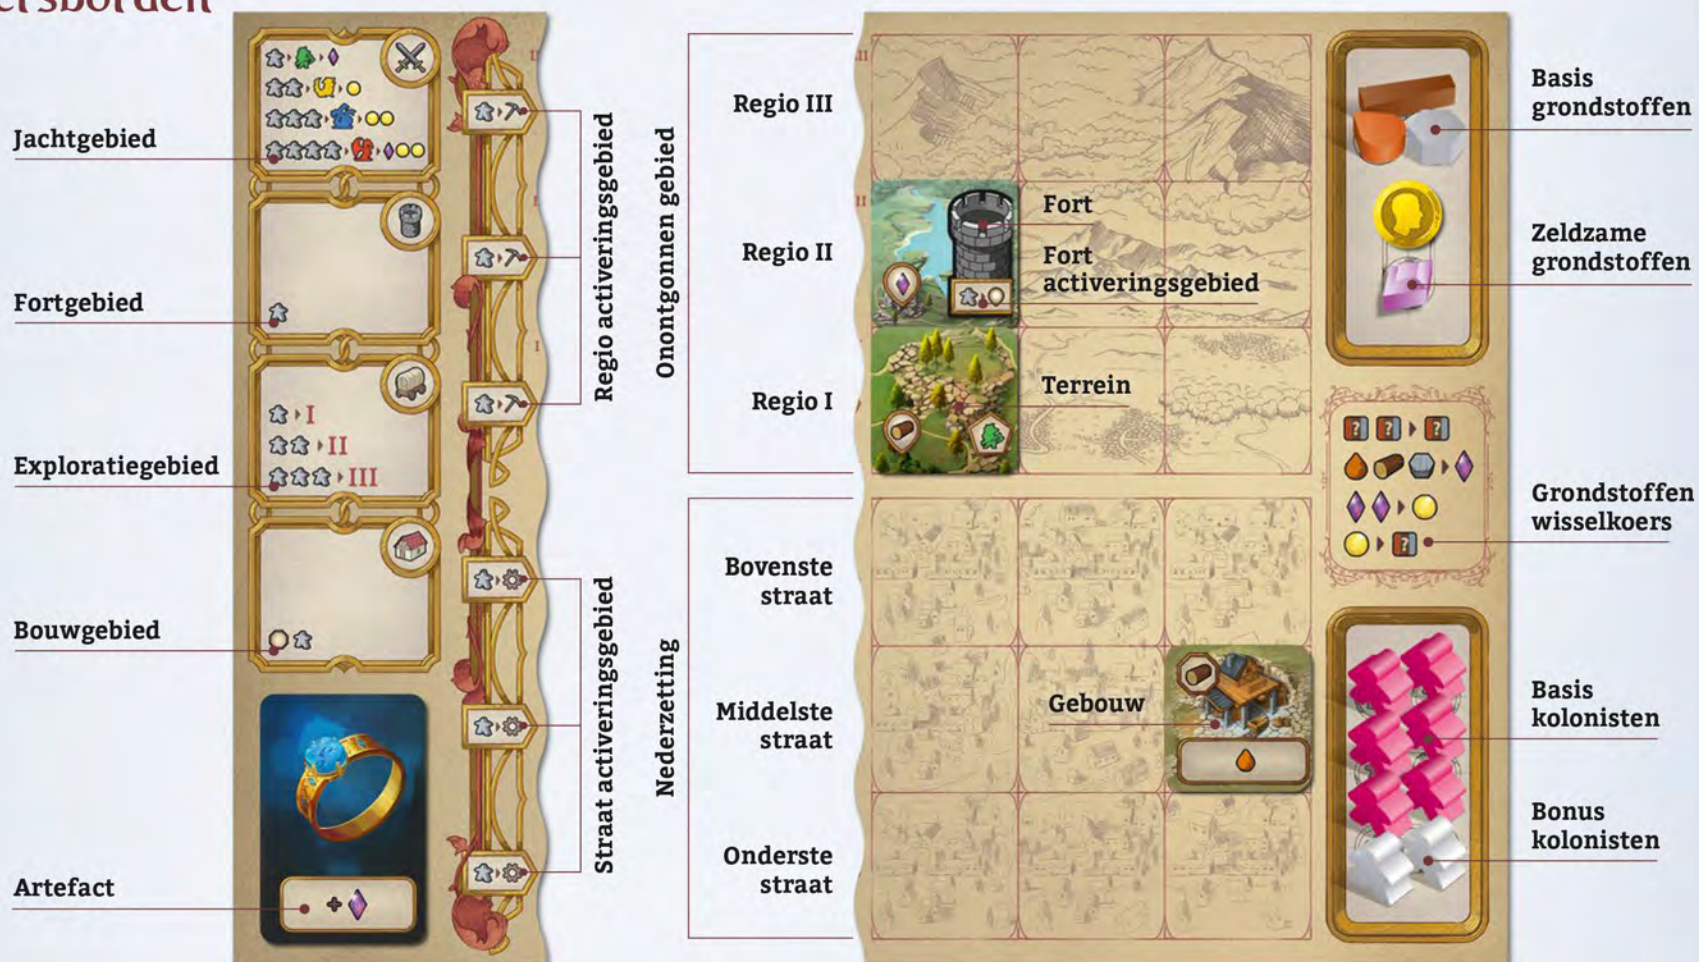 Jachtgebied
Fortgebied
Exploratiegebied
Bouwgebied
Artefact
I
II
III
Regio activeringsgebied
Straat activeringsgebied
Onontgonnen gebied
Regio III
Regio II
Regio I
Nederzetting
Bovenste
straat
Middelste
straat
Onderste
straat
III
II
Fort
Fort
activeringsgebied
Terrein
Gebouw
Basis
grondstoffen
Zeldzame
grondstoffen
? ? ?
?
Grondstoffen
wisselkoers
Basis
kolonisten
Bonus
kolonisten